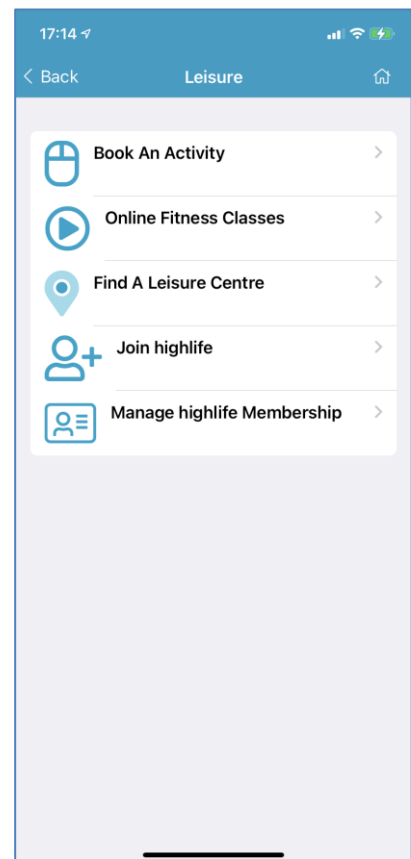 17:14
Back
Leisure
Book An Activity
Online Fitness Classes
Find A Leisure Centre
Join highlife
Manage highlife Membership